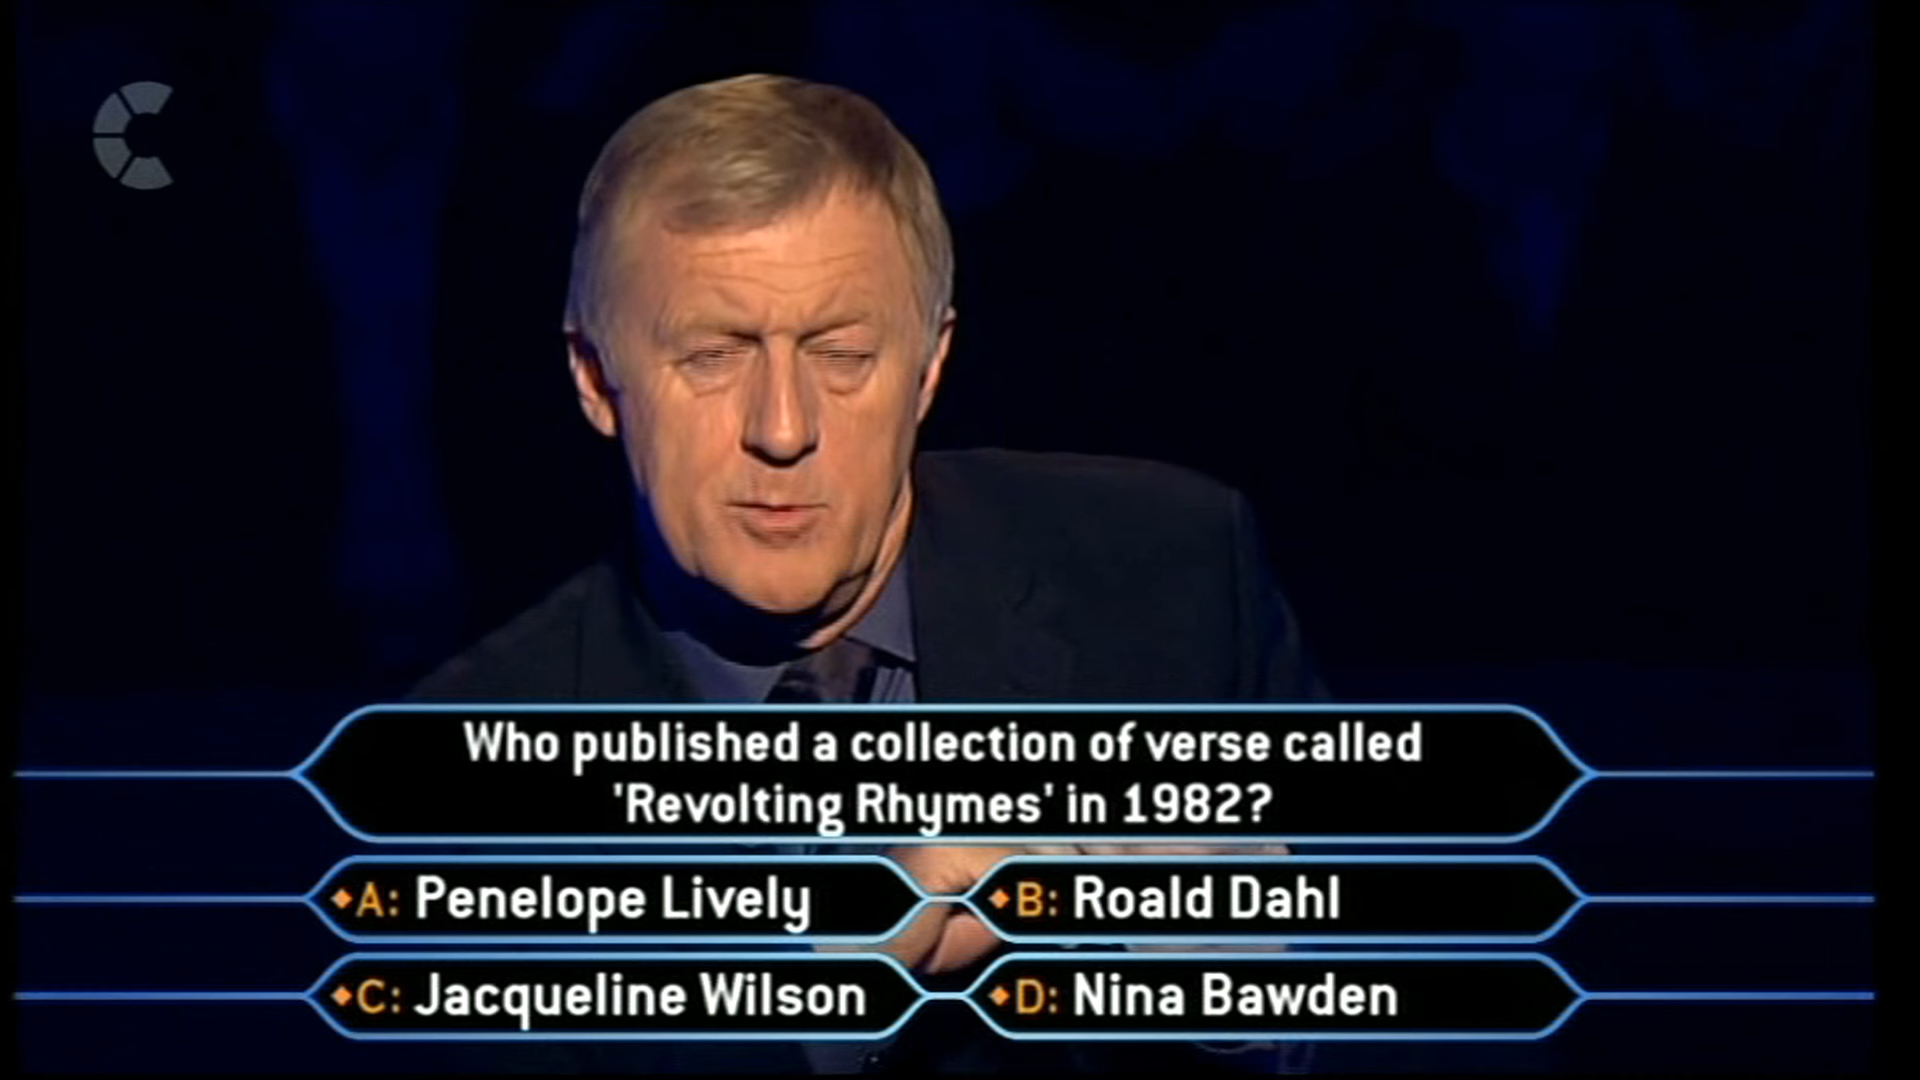 Who published a collection of verse called
'Revolting Rhymes' in 1982?
A: Penelope Lively
B: Roald Dahl
C: Jacqueline Wilson
D: Nina Bawden